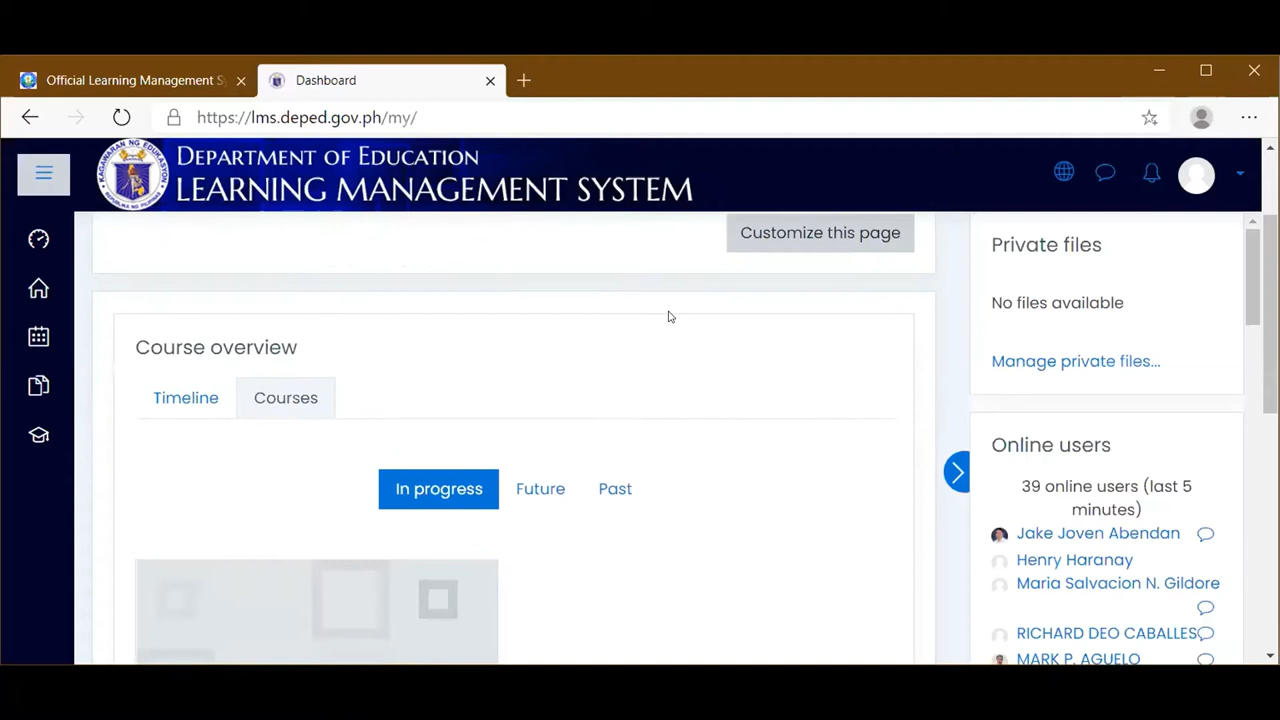 Official Learning Management S
Dashboard
https://lms.deped.gov.ph/my/
DEPARTMENT OF EDUCATION
LEARNING MANAGEMENT SYSTEM
Customize this page
Course overview
Timeline
Courses
In progress
Future
Past
Private files
No files available
Manage private files...
Online users
39 online users (last 5
minutes)
Jake Joven Abendan
Henry Haranay
Maria Salvacion N. Gildore
RICHARD DEO CABALLES
MARK P. AGUELO